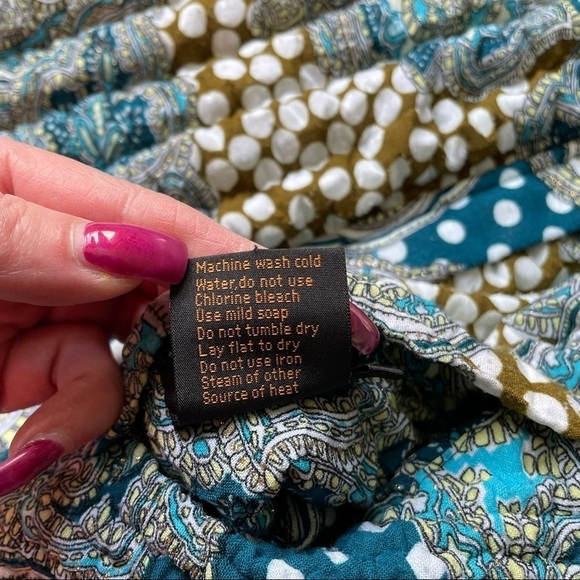 Machine wash cold
Water,do not use
Chlorine bleach
Use mild soap
Do not tumble dry
Lay flat to dry
Do not use iron
Steam of other
Source of heat